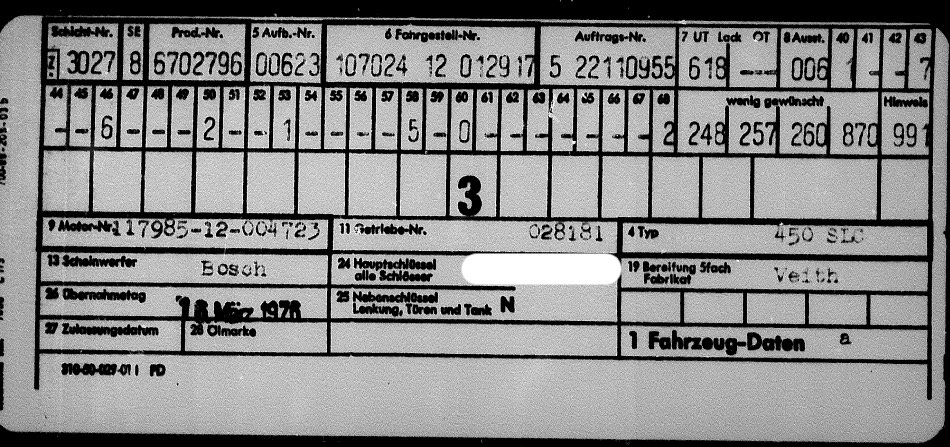 Schicht-Nr. SE Prod.-Nr. 5 Aufb.-Nr. 6 Fahrgestell-Nr. Auftrags-Nr. 7 UT Lack OT 8 Ausst. 40 41 42 43
3027 8 6702796 00623 107024 12 012917 5 22110955 618 --- 006 1 - - 7
44 45 46 47 48 49 50 51 52 53 54 55 56 57 58 59 60 61 62 63 64 65 66 67 68 wenig gewünscht Hinweis
- - 6 - - - 2 - - 1 - - - - 5 - 0 - - - - - - - 2 248 257 260 870 991
3
9 Motor-Nr. 117985-12-004723 11 Getriebe-Nr. 028181 4 Typ 450 SLC
13 Scheinwerfer Bosch 24 Hauptschlüssel alle Schlösser 19 Bereifung 5fach Fabrikat Veith
26 Übernahmetag März 1978 25 Nebenschlüssel Lenkung, Türen und Tank N
27 Zulassungsdatum 28 Ölmarke 1 Fahrzeug-Daten a
310-50-027-01 | PD